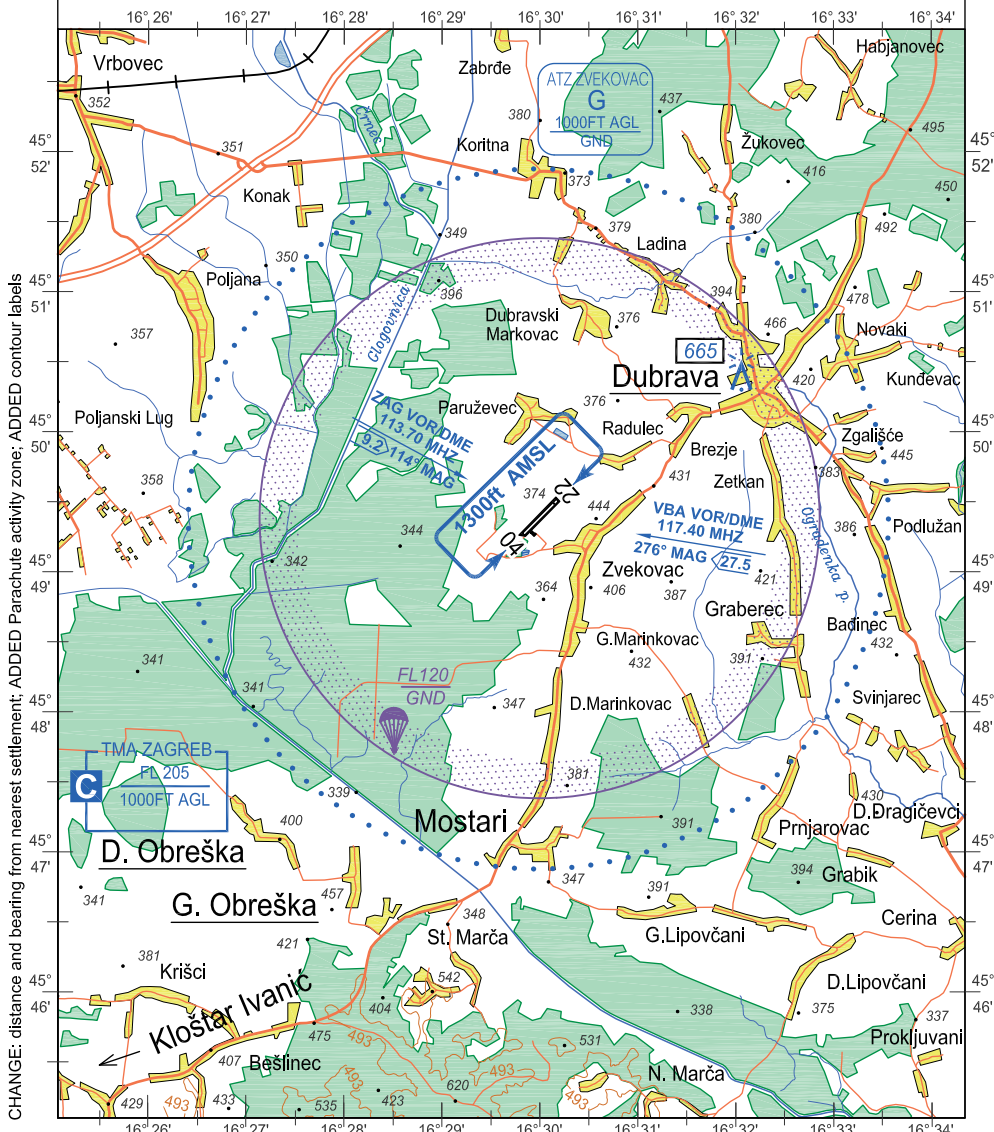 16° 26' 16° 27' 16° 28' 16° 29' 16° 30' 16° 31' 16° 32' 16° 33' 16° 34'
Vrbovec
352
351
Konak
Črnec
Zabrđe
380
Koritna
373
379
ATZ ZVEKOVAC
G
1000FT AGL
GND
437
Habjanovec
495
Žukovec
416
450
380
492
45°
52'
45°
52'
Poljana
350
349
396
Ladina
394
478
45°
51'
45°
51'
357
Glogovnica
Dubravski
Markovac
376
466
665
Dubrava
420
Novaki
Kunđevac
Poljanski Lug
ZAG VOR/DME
113.70 MHZ
9.2 114° MAG
Paruževec
376
Radulec
Brezje
Zgališće
445
45°
50'
45°
50'
358
1300ft AMSL
374
22
04
444
431
Zetkan
383
344
VBA VOR/DME
117.40 MHZ
276° MAG 27.5
386
Podlužan
Ogradenka p.
342
45°
49'
45°
49'
364
Zvekovac
406
387
421
Graberec
Badinec
G.Marinkovac
432
391
432
341
341
FL120
GND
347
D.Marinkovac
Svinjarec
45°
48'
45°
48'
TMA ZAGREB
FL 205
1000FT AGL
C
339
381
400
Mostari
391
430
D.Dragičevci
Prnjarovac
D. Obreška
45°
47'
45°
47'
341
457
G. Obreška
347
391
394
Grabik
348
St. Marča
G.Lipovčani
Cerina
421
381
Krišci
542
D.Lipovčani
45°
46'
45°
46'
Kloštar Ivanić
404
338
375
337
Prokljuvani
475
493
407
Bešlinec
531
493
N. Marča
620
429
493
433
535
423
493
16° 26' 16° 27' 16° 28' 16° 29' 16° 30' 16° 31' 16° 32' 16° 33' 16° 34'
CHANGE: distance and bearing from nearest settlement; ADDED Parachute activity zone; ADDED contour labels